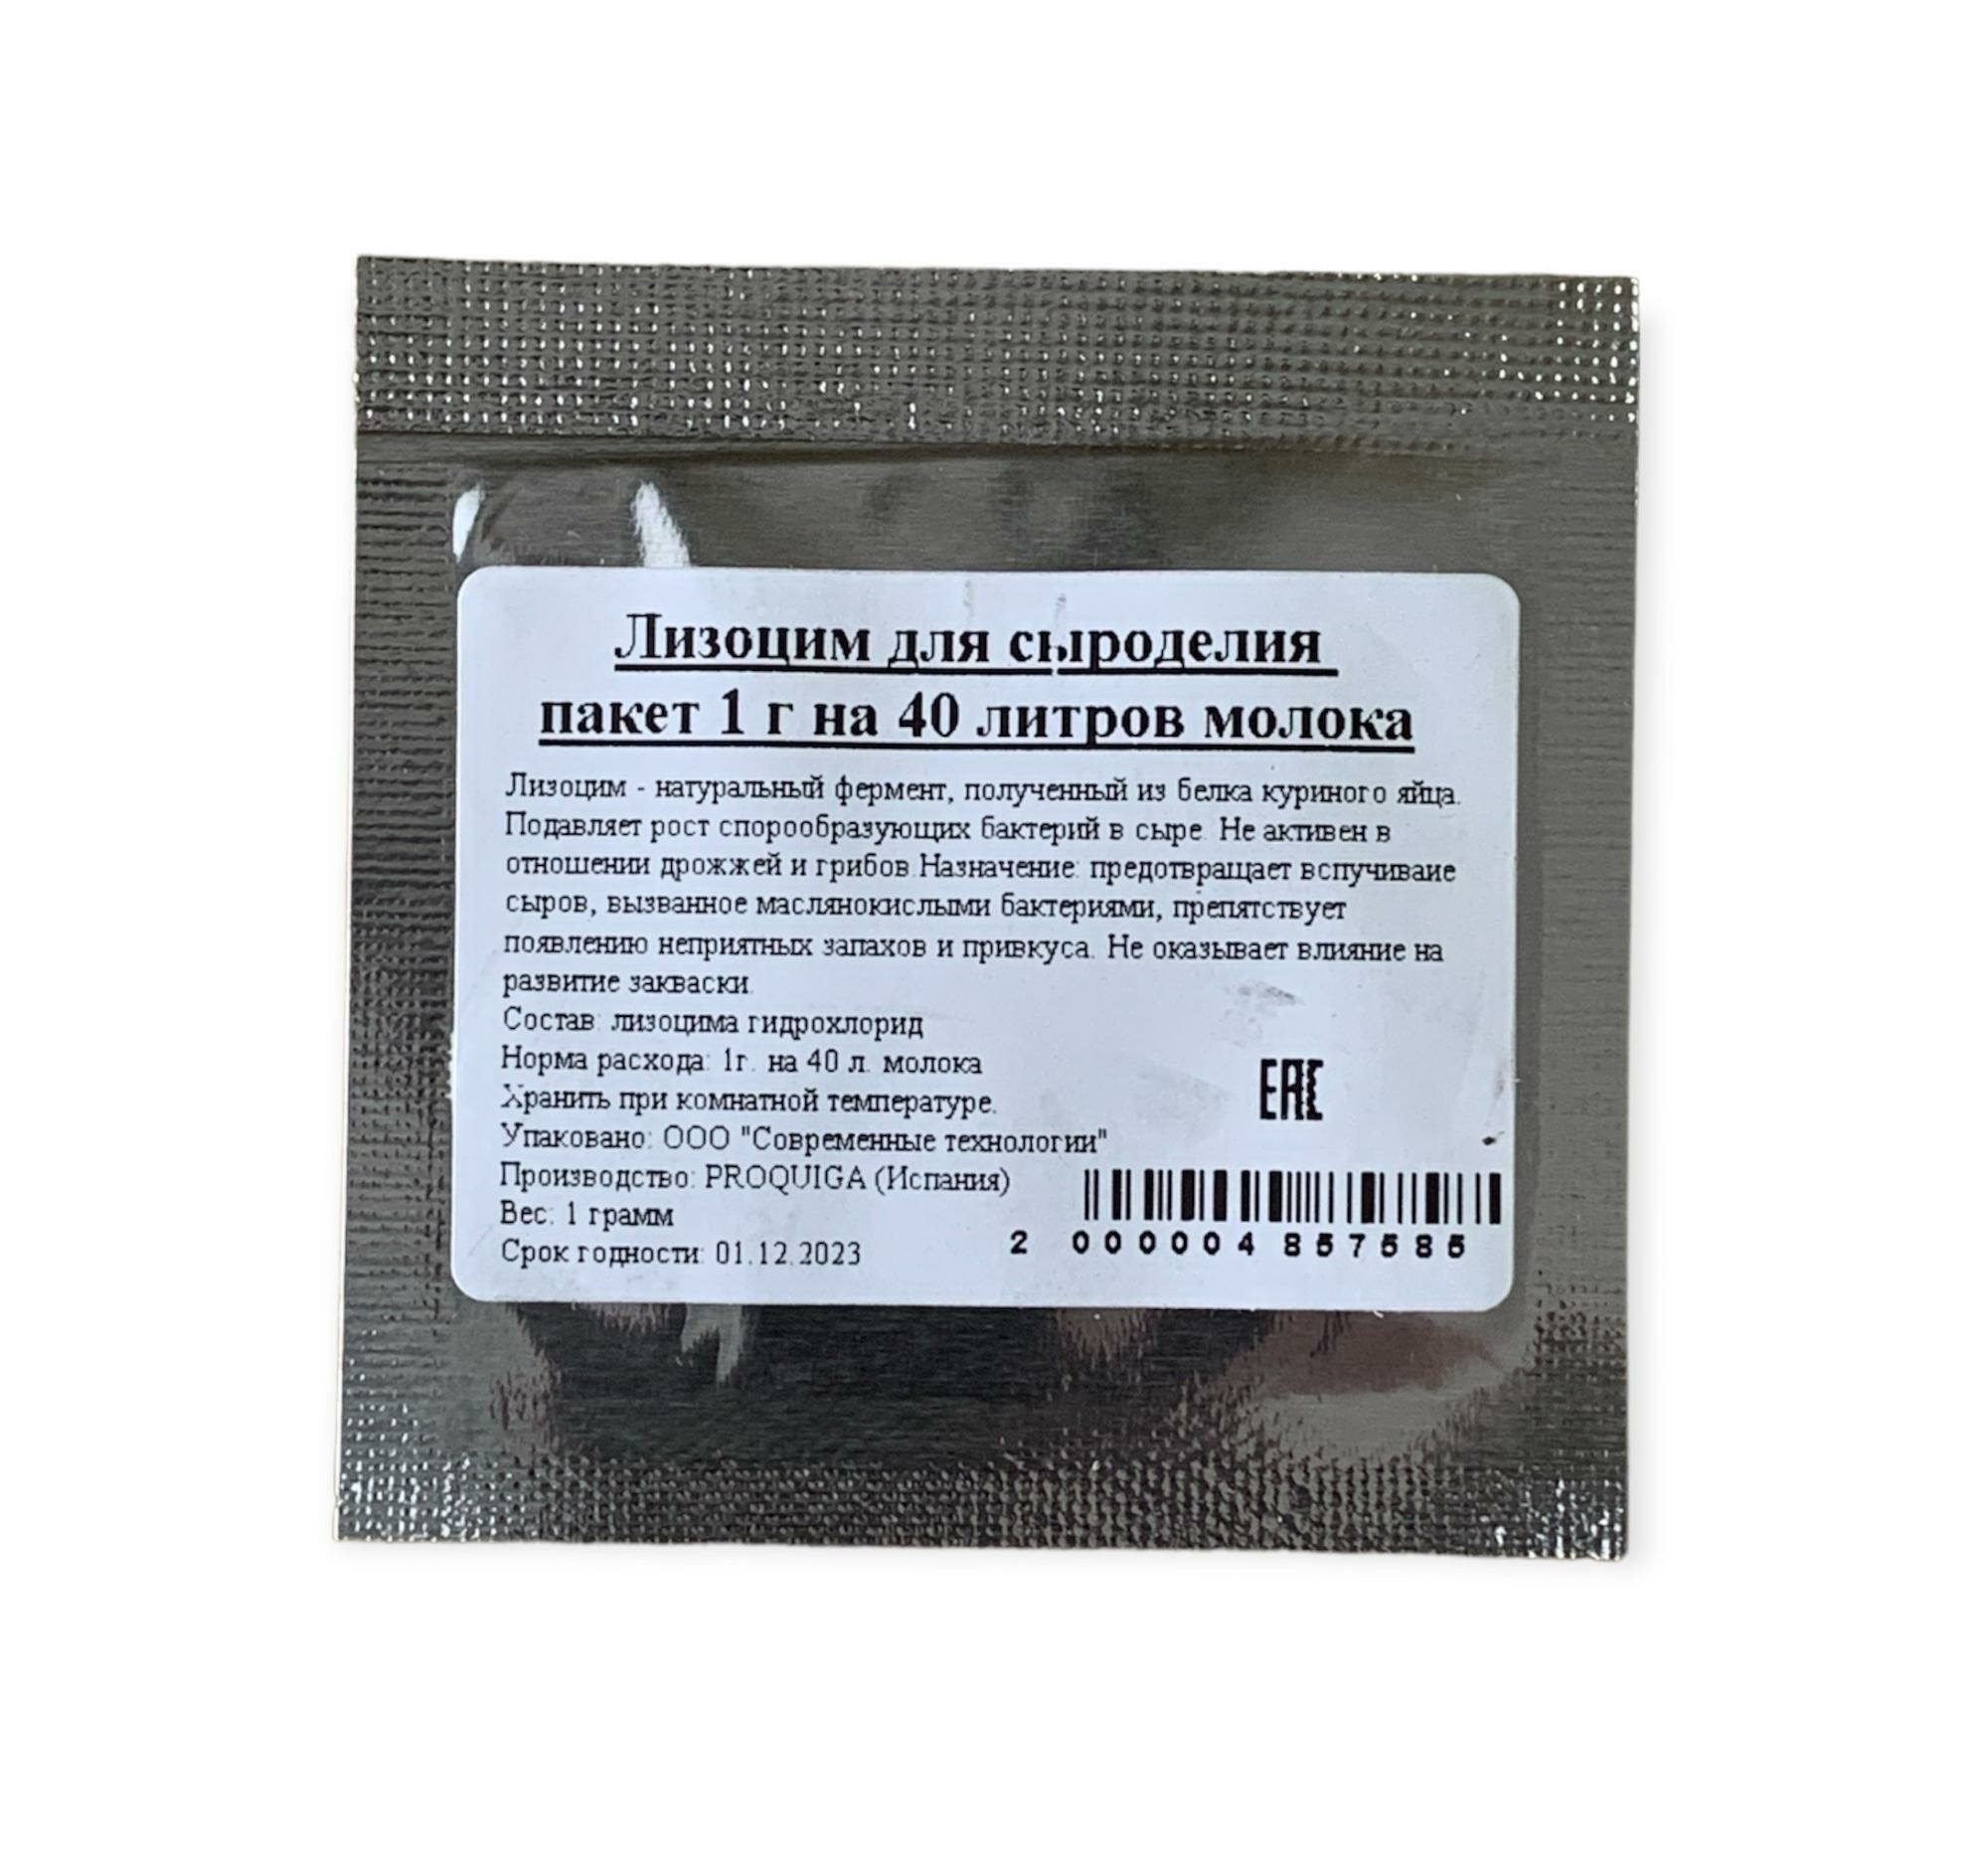 Лизоцим для сыроделия
пакет 1 г на 40 литров молока
Лизоцим - натуральный фермент, полученный из белка куриного яйца.
Подавляет рост спорообразующих бактерий в сыре. Не активен в
отношении дрожжей и грибов.Назначение: предотвращает вспучиваие
сыров, вызванное маслянокислыми бактериями, препятствует
появлению неприятных запахов и привкуса. Не оказывает влияние на
развитие закваски.
Состав: лизоцима гидрохлорид
Норма расхода: 1г. на 40 л. молока
Хранить при комнатной температуре.
EAC
Упаковано: ООО "Современные технологии"
Производство: PROQUIGA (Испания)
Вес: 1 грамм
Срок годности: 01.12.2023
2 000004 857585